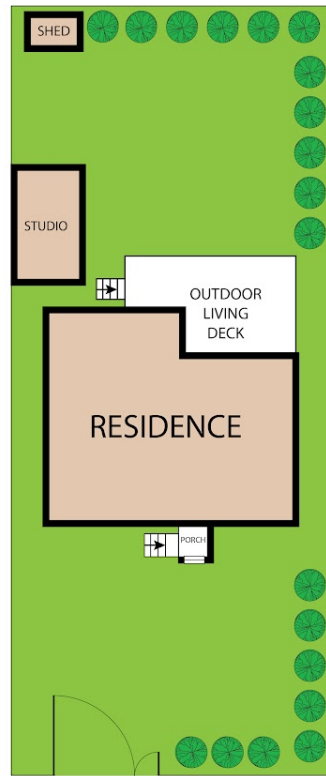 SHED
STUDIO
OUTDOOR
LIVING
DECK
RESIDENCE
PORCH